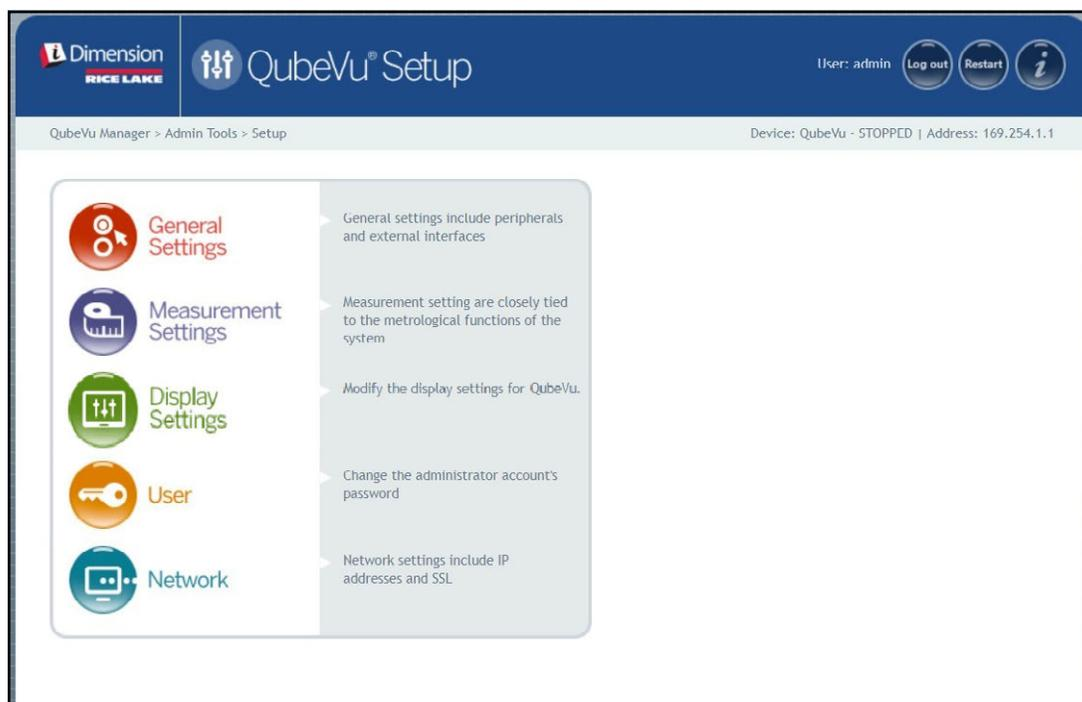 i Dimension
RICE LAKE
QubeVu® Setup
User: admin
Log out
Restart
i
QubeVu Manager > Admin Tools > Setup
Device: QubeVu - STOPPED | Address: 169.254.1.1
General
Settings
General settings include peripherals
and external interfaces
Measurement
Settings
Measurement setting are closely tied
to the metrological functions of the
system
Display
Settings
Modify the display settings for QubeVu.
User
Change the administrator account's
password
Network
Network settings include IP
addresses and SSL